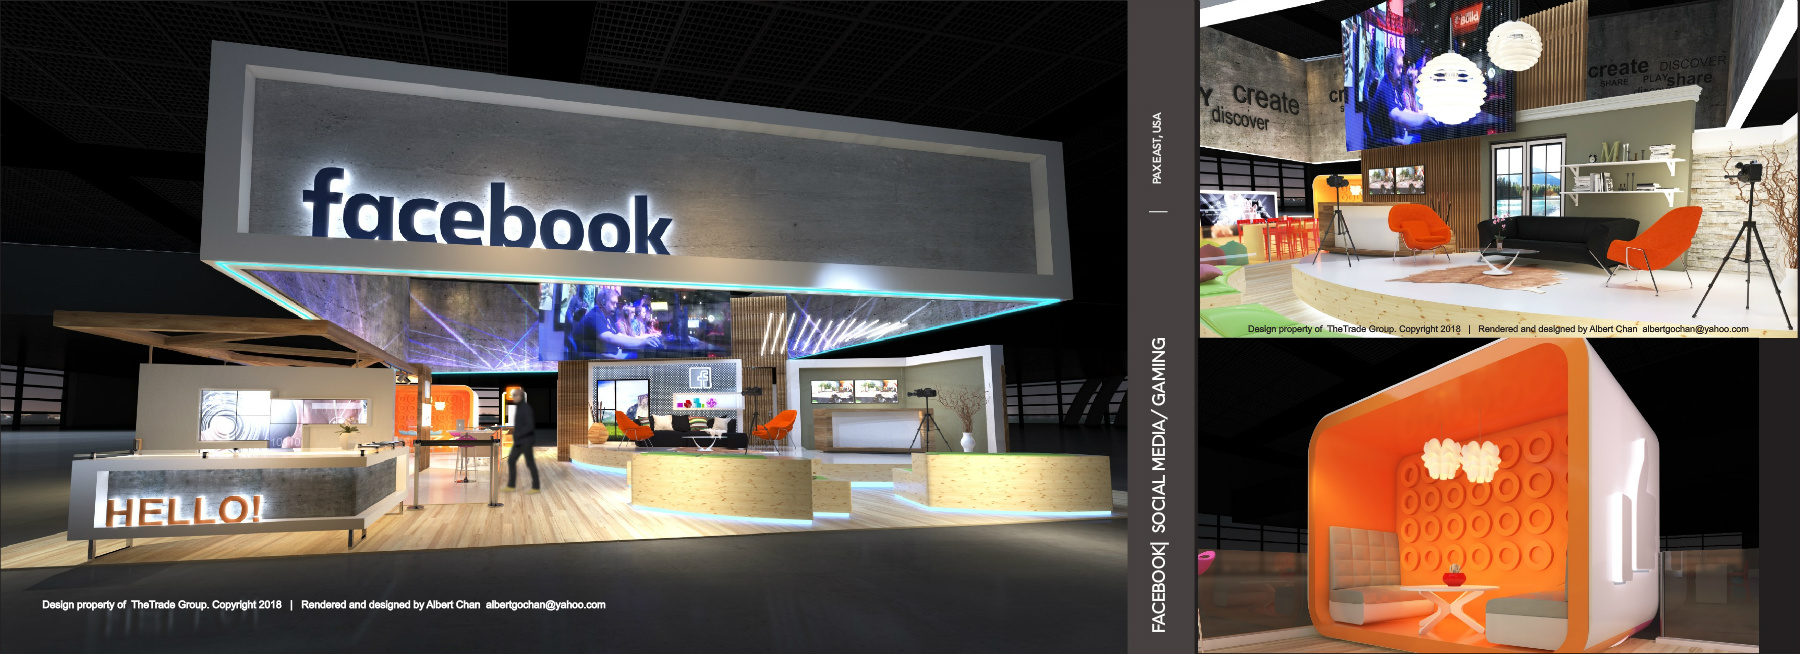 facebook
HELLO!
Design property of TheTrade Group. Copyright 2018 | Rendered and designed by Albert Chan albertgochan@yahoo.com
FACEBOOK| SOCIAL MEDIA/ GAMING | PAXEAST, USA
Build
create
discover
create DISCOVER
SHARE PLAY share
Design property of TheTrade Group. Copyright 2018 | Rendered and designed by Albert Chan albertgochan@yahoo.com